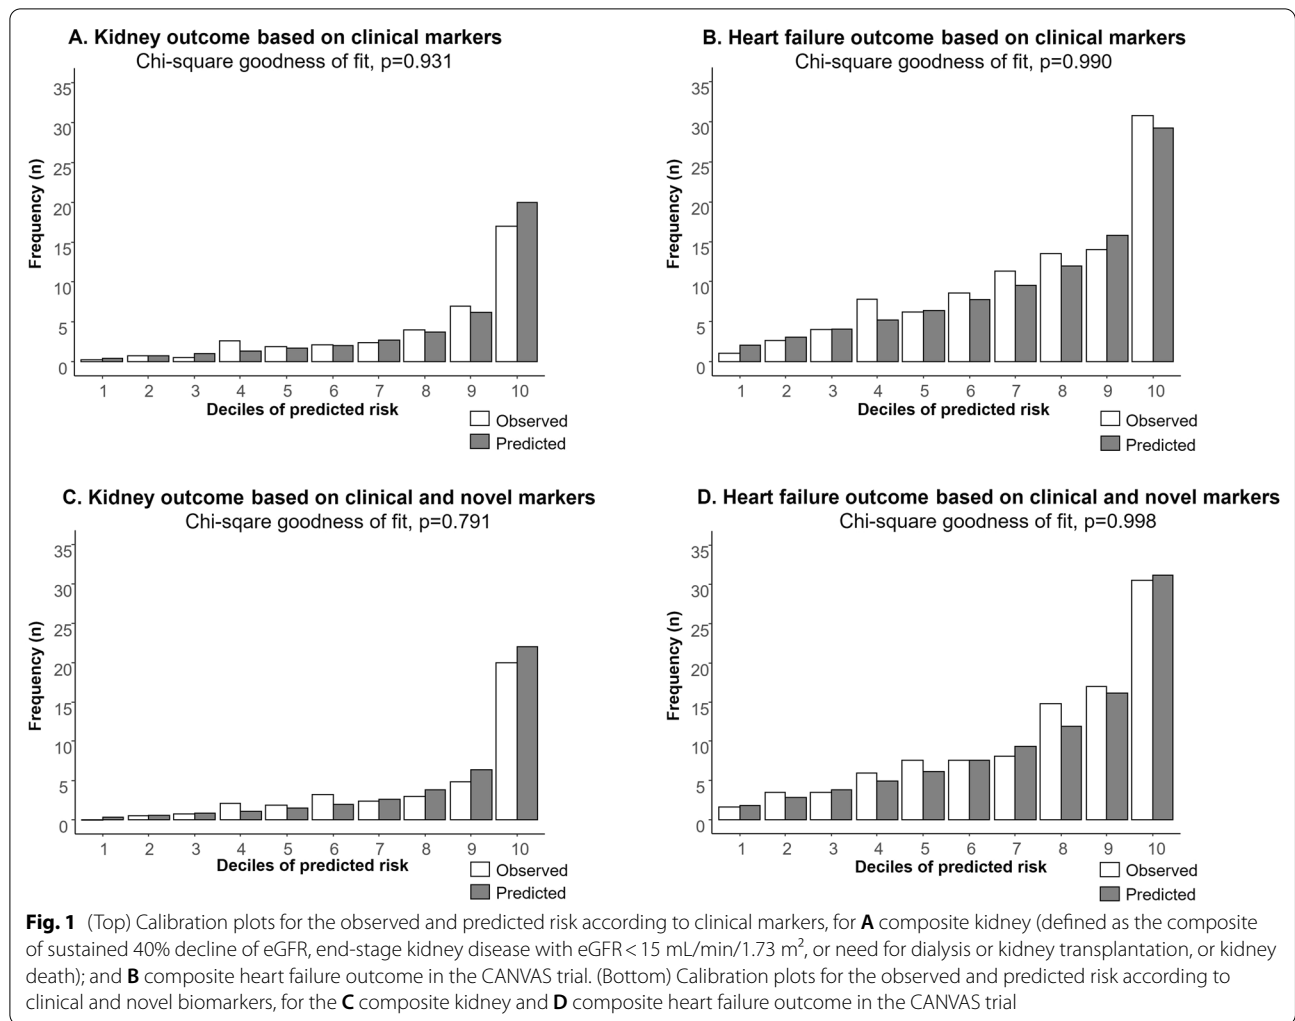 A. Kidney outcome based on clinical markers
Chi-square goodness of fit, p=0.931
Frequency (n)
35
30
25
20
15
10
5
0
1 2 3 4 5 6 7 8 9 10
Deciles of predicted risk
Observed
Predicted
B. Heart failure outcome based on clinical markers
Chi-square goodness of fit, p=0.990
Frequency (n)
35
30
25
20
15
10
5
0
1 2 3 4 5 6 7 8 9 10
Deciles of predicted risk
Observed
Predicted
C. Kidney outcome based on clinical and novel markers
Chi-sqare goodness of fit, p=0.791
Frequency (n)
35
30
25
20
15
10
5
0
1 2 3 4 5 6 7 8 9 10
Deciles of predicted risk
Observed
Predicted
D. Heart failure outcome based on clinical and novel markers
Chi-square goodness of fit, p=0.998
Frequency (n)
35
30
25
20
15
10
5
0
1 2 3 4 5 6 7 8 9 10
Deciles of predicted risk
Observed
Predicted
Fig. 1 (Top) Calibration plots for the observed and predicted risk according to clinical markers, for A composite kidney (defined as the composite
of sustained 40% decline of eGFR, end-stage kidney disease with eGFR < 15 mL/min/1.73 m², or need for dialysis or kidney transplantation, or kidney
death); and B composite heart failure outcome in the CANVAS trial. (Bottom) Calibration plots for the observed and predicted risk according to
clinical and novel biomarkers, for the C composite kidney and D composite heart failure outcome in the CANVAS trial